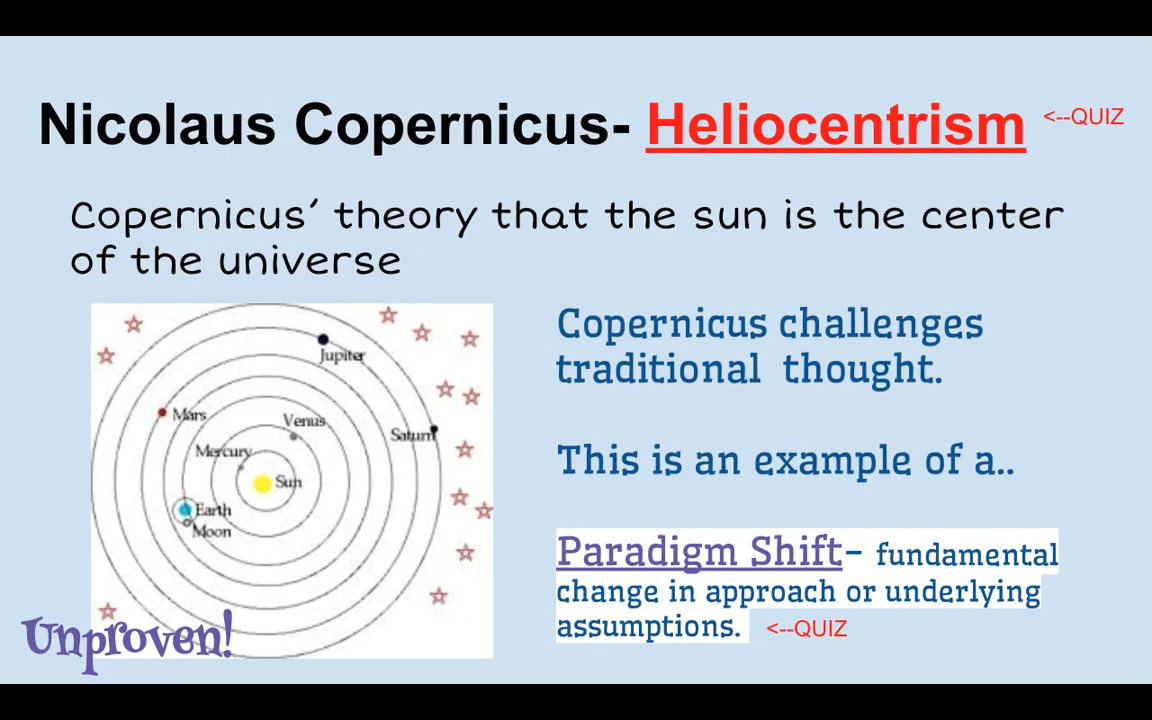 Nicolaus Copernicus- Heliocentrism <--QUIZ
Copernicus’ theory that the sun is the center
of the universe
Copernicus challenges
traditional thought.
This is an example of a..
Paradigm Shift- fundamental
change in approach or underlying
assumptions. <--QUIZ
Jupiter
Mars
Venus
Saturn
Mercury
Sun
Earth
Moon
Unproven!